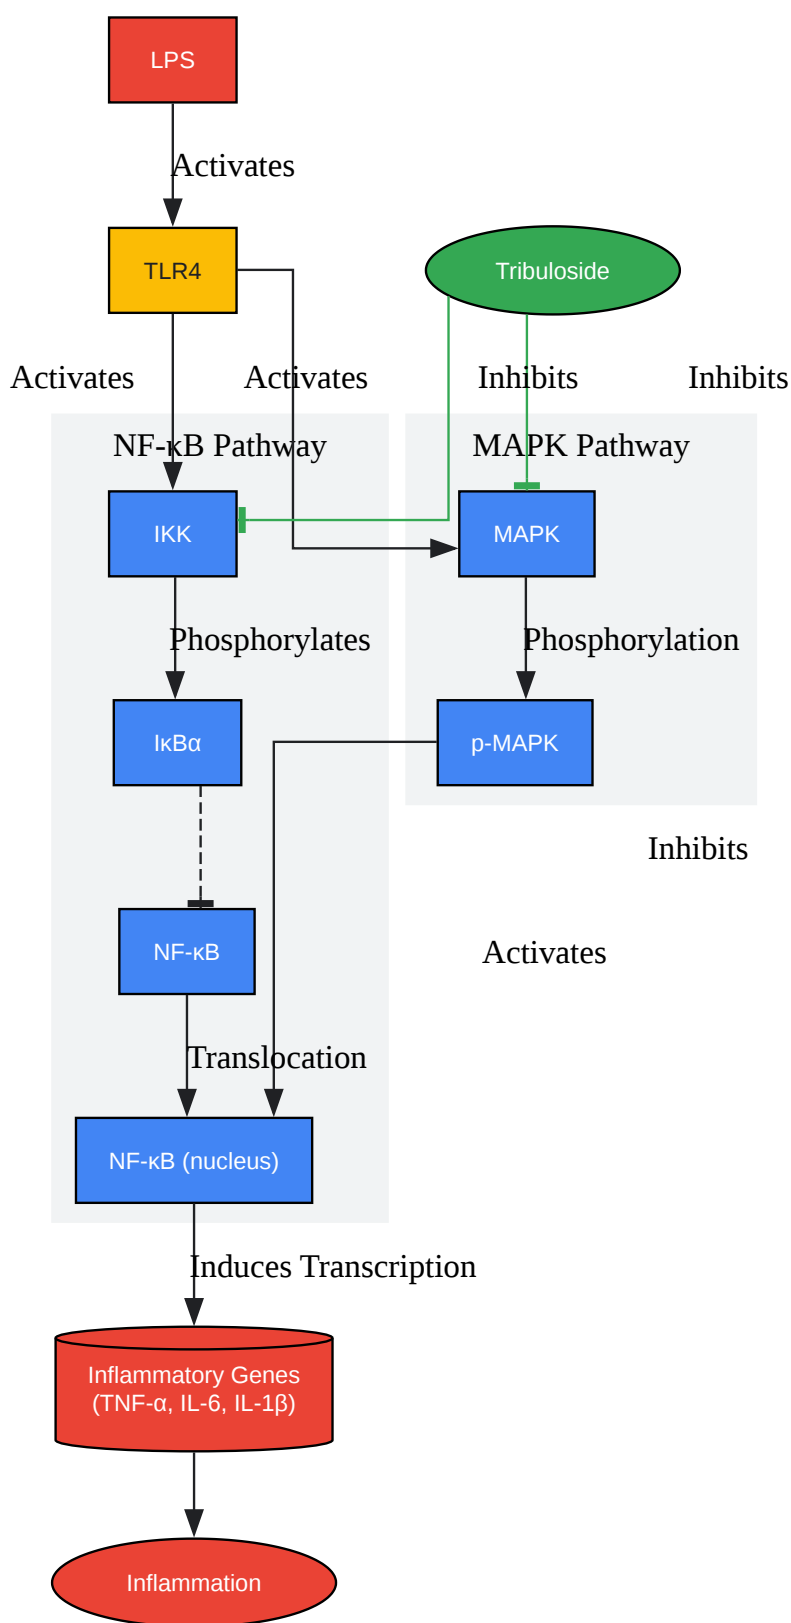 LPS
Activates
TLR4
Tribuloside
Activates
Activates
Inhibits
Inhibits
NF-κB Pathway
MAPK Pathway
IKK
MAPK
Phosphorylates
Phosphorylation
IκBα
p-MAPK
Inhibits
NF-κB
Activates
Translocation
NF-κB (nucleus)
Induces Transcription
Inflammatory Genes
(TNF-α, IL-6, IL-1β)
Inflammation